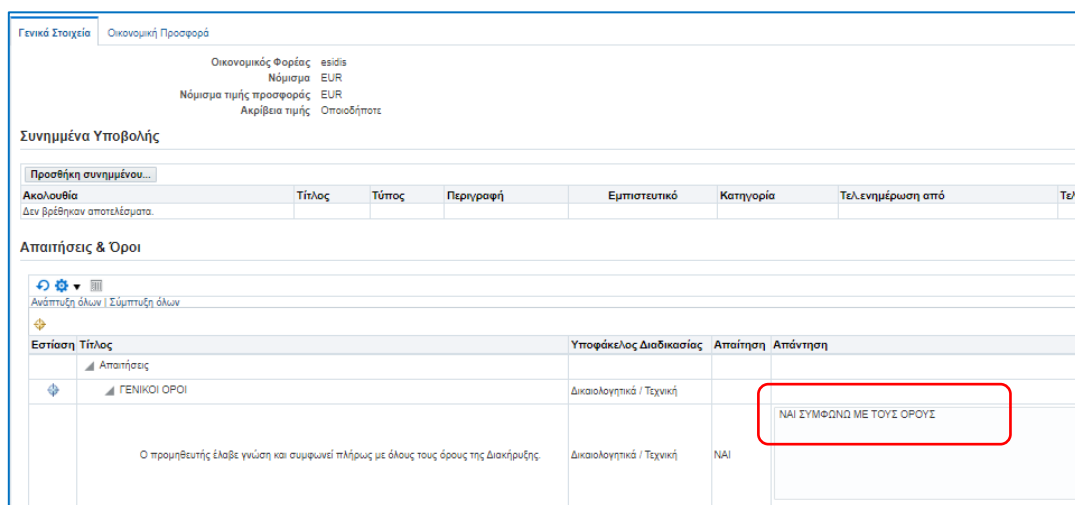 Γενικά Στοιχεία Οικονομική Προσφορά
Οικονομικός Φορέας esidis
Νόμισμα EUR
Νόμισμα τιμής προσφοράς EUR
Ακρίβεια τιμής Οποιοδήποτε
Συνημμένα Υποβολής
Προσθήκη συνημμένου...
Ακολουθία Τίτλος Τύπος Περιγραφή Εμπιστευτικό Κατηγορία Τελ.ενημέρωση από Τελ
Δεν βρέθηκαν αποτελέσματα.
Απαιτήσεις & Όροι
Ανάπτυξη όλων | Σύμπτυξη όλων
Εστίαση Τίτλος Υποφάκελος Διαδικασίας Απαίτηση Απάντηση
Απαιτήσεις
ΓΕΝΙΚΟΙ ΟΡΟΙ Δικαιολογητικά / Τεχνική
ΝΑΙ ΣΥΜΦΩΝΩ ΜΕ ΤΟΥΣ ΟΡΟΥΣ
Ο προμηθευτής έλαβε γνώση και συμφωνεί πλήρως με όλους τους όρους της Διακήρυξης. Δικαιολογητικά / Τεχνική ΝΑΙ